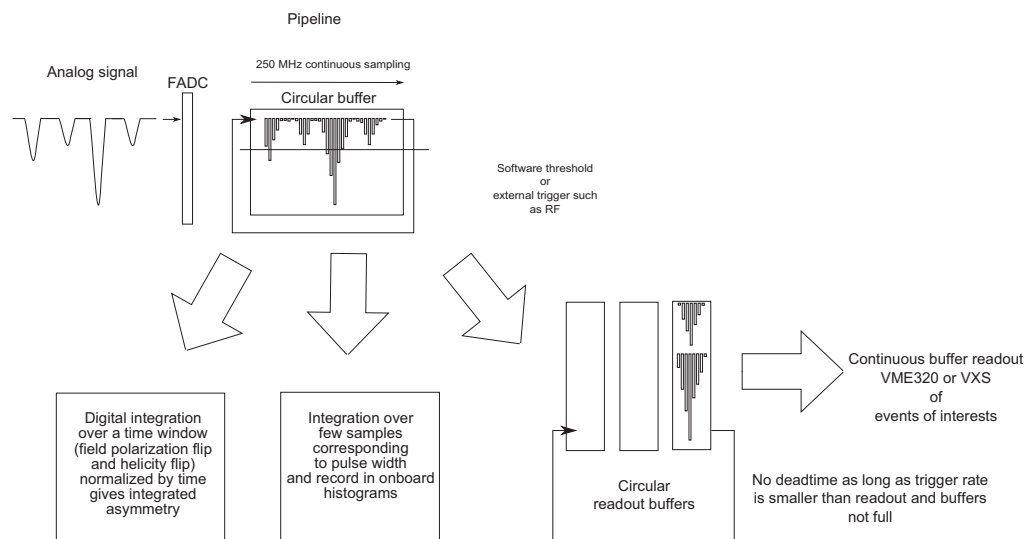 Pipeline
Analog signal
FADC
250 MHz continuous sampling
Circular buffer
Software threshold
or
external trigger such
as RF
Digital integration
over a time window
(field polarization flip
and helicity flip)
normalized by time
gives integrated
asymmetry
Integration over
few samples
corresponding
to pulse width
and record in onboard
histograms
Circular
readout buffers
Continuous buffer readout
VME320 or VXS
of
events of interests
No deadtime as long as trigger rate
is smaller than readout and buffers
not full